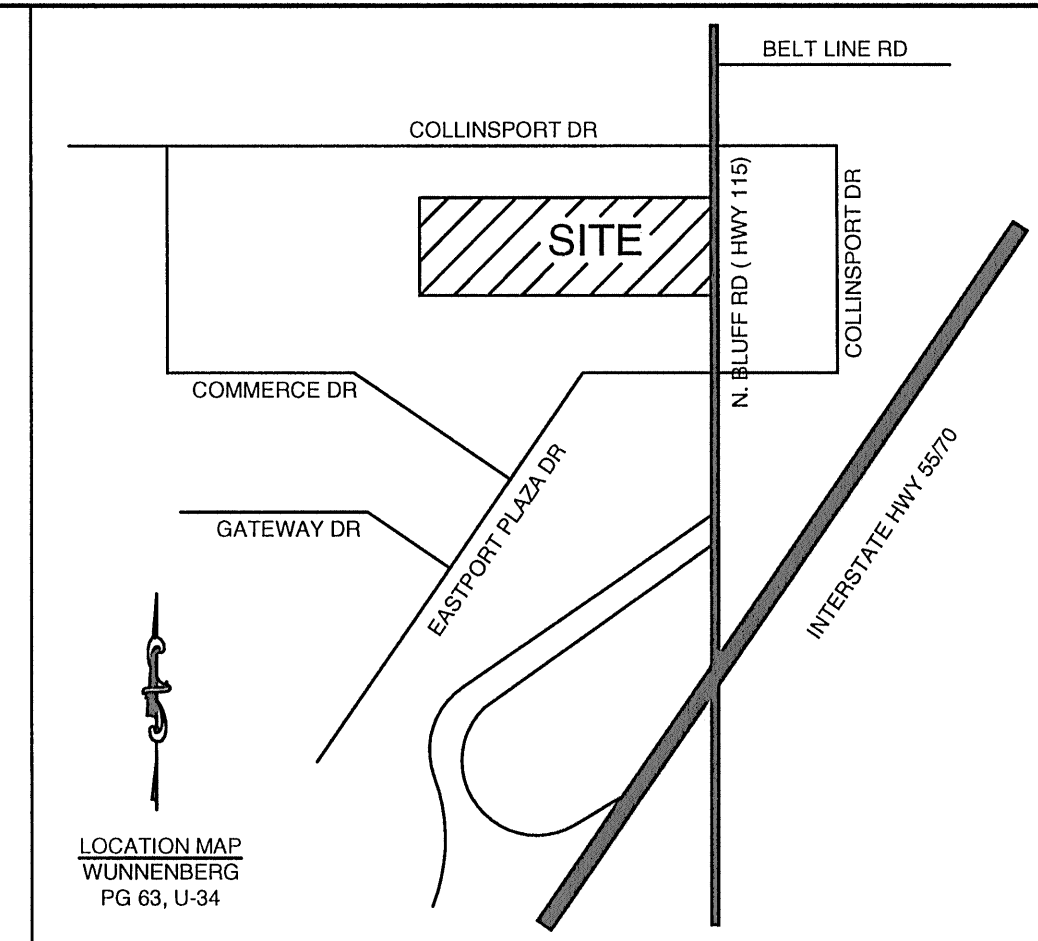 BELT LINE RD
COLLINSPORT DR
SITE
N. BLUFF RD ( HWY 115)
COLLINSPORT DR
COMMERCE DR
GATEWAY DR
EASTPORT PLAZA DR
INTERSTATE HWY 55/70
LOCATION MAP
WUNNENBERG
PG 63, U-34